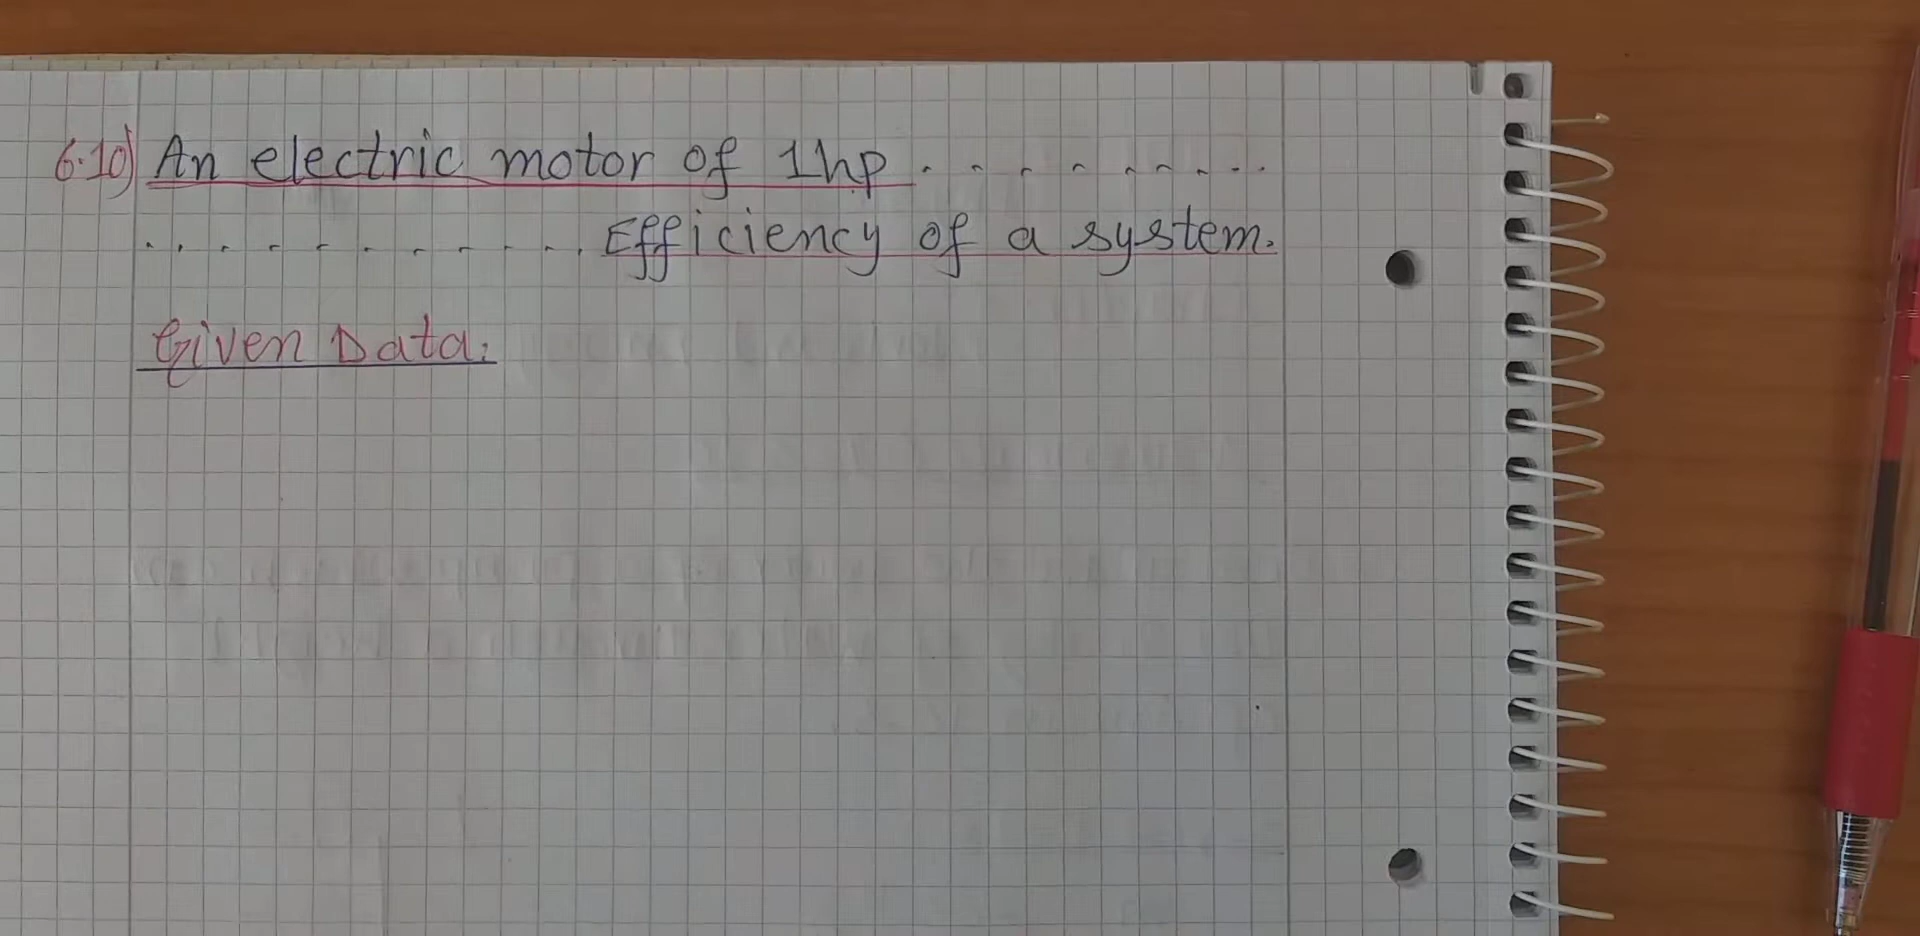 6.10) An electric motor of 1hp . . . . . . . . . .
. . . . . . . . . . . Efficiency of a system.
Given Data: